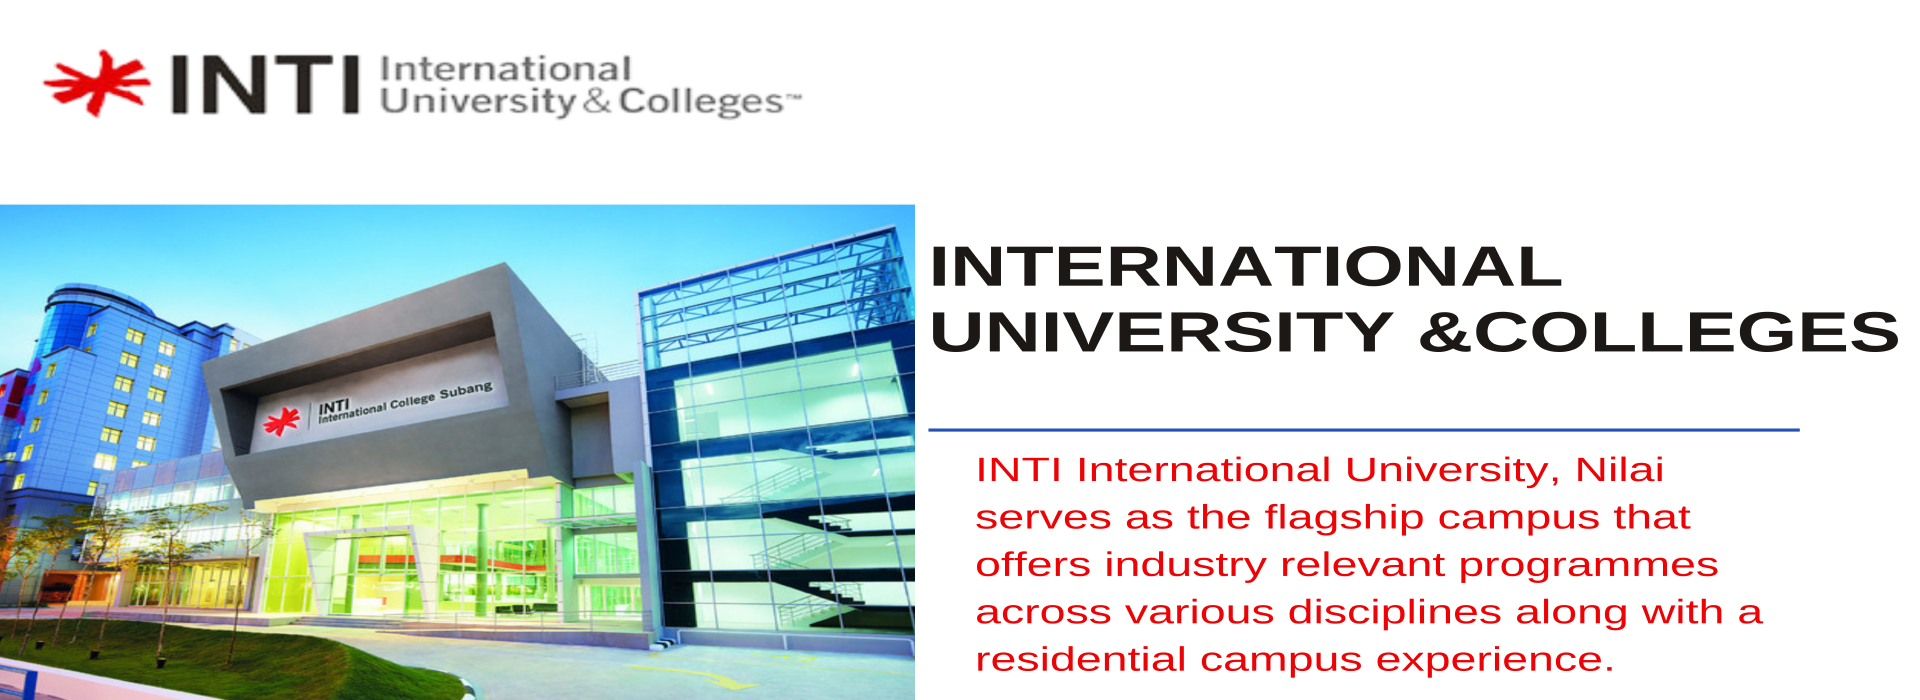 INTI International
University & Colleges™
INTI
International College Subang
INTERNATIONAL
UNIVERSITY &COLLEGES
INTI International University, Nilai
serves as the flagship campus that
offers industry relevant programmes
across various disciplines along with a
residential campus experience.